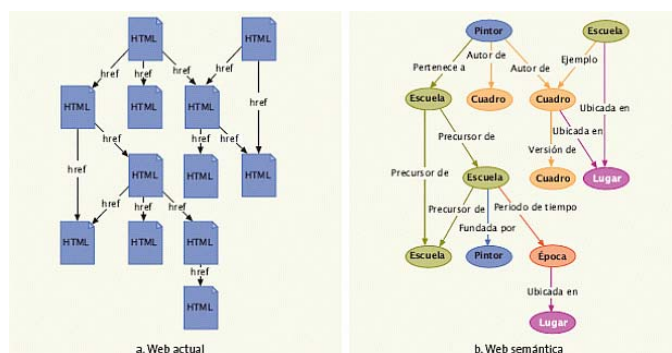 HTML
HTML
href
href
href
href
href
HTML
HTML
HTML
href
href
href
href
HTML
HTML
HTML
href
href
href
HTML
HTML
HTML
href
HTML
a. Web actual
Pintor
Escuela
Pertenece a
Autor de
Autor de
Ejemplo
Escuela
Cuadro
Cuadro
Ubicada en
Precursor de
Ubicada en
Versión de
Precursor de
Escuela
Cuadro
Lugar
Precursor de
Periodo de tiempo
Fundada por
Escuela
Pintor
Época
Ubicada en
Lugar
b. Web semántica